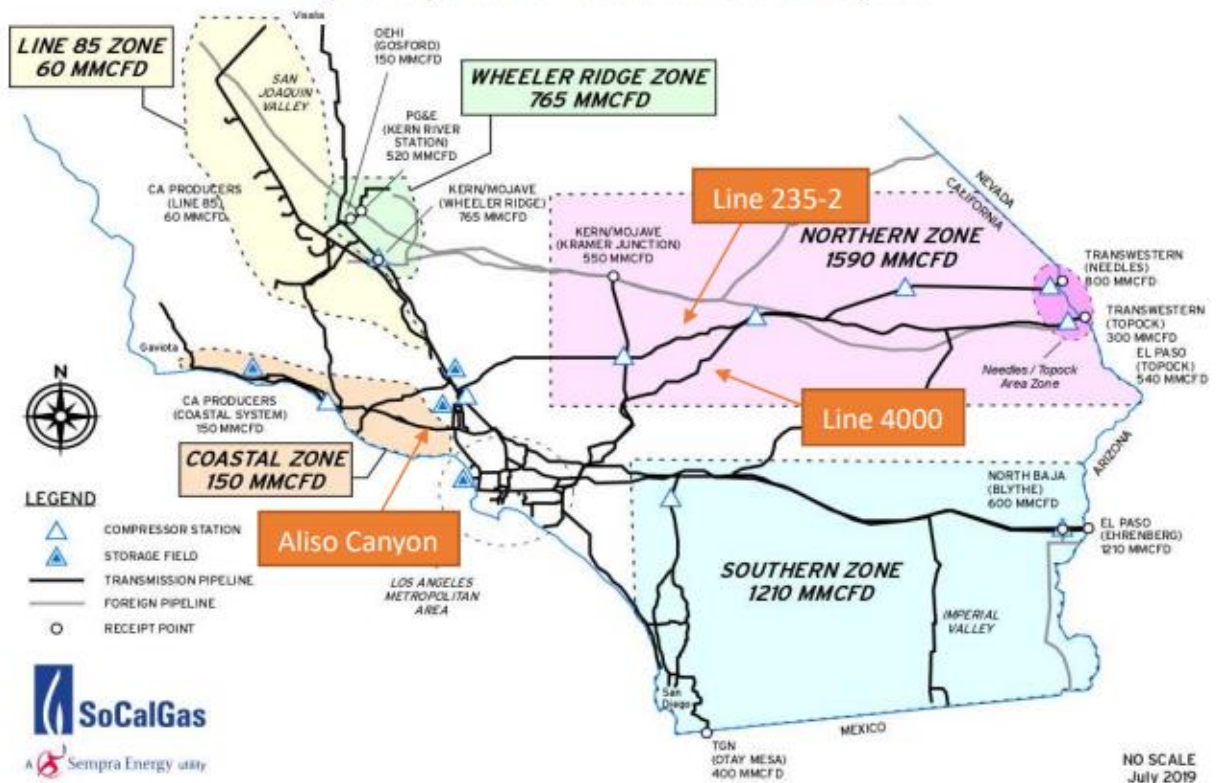 Visalia
OEHI
(GOSFORD)
150 MMCFD
LINE 85 ZONE
60 MMCFD
SAN
JOAQUIN
VALLEY
WHEELER RIDGE ZONE
765 MMCFD
PG&E
(KERN RIVER
STATION)
520 MMCFD
CA PRODUCERS
(LINE 85)
60 MMCFD
KERN/MOJAVE
(WHEELER RIDGE)
765 MMCFD
Line 235-2
NEVADA
CALIFORNIA
KERN/MOJAVE
(KRAMER JUNCTION)
550 MMCFD
NORTHERN ZONE
1590 MMCFD
TRANSWESTERN
(NEEDLES)
800 MMCFD
TRANSWESTERN
(TOPOCK)
300 MMCFD
EL PASO
(TOPOCK)
540 MMCFD
Needles / Topock
Area Zone
Gaviota
N
CA PRODUCERS
(COASTAL SYSTEM)
150 MMCFD
Line 4000
COASTAL ZONE
150 MMCFD
ARIZONA
NORTH BAJA
(BLYTHE)
600 MMCFD
EL PASO
(EHRENBERG)
1210 MMCFD
LEGEND
COMPRESSOR STATION
STORAGE FIELD
TRANSMISSION PIPELINE
FOREIGN PIPELINE
RECEIPT POINT
Aliso Canyon
LOS ANGELES
METROPOLITAN
AREA
SOUTHERN ZONE
1210 MMCFD
IMPERIAL
VALLEY
San
Diego
MEXICO
TGN
(OTAY MESA)
400 MMCFD
SoCalGas
A Sempra Energy utility
NO SCALE
July 2019